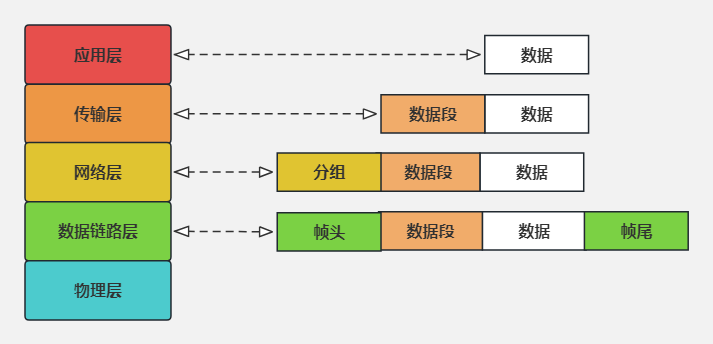 应用层 数据
传输层 数据段 数据
网络层 分组 数据段 数据
数据链路层 帧头 数据段 数据 帧尾
物理层